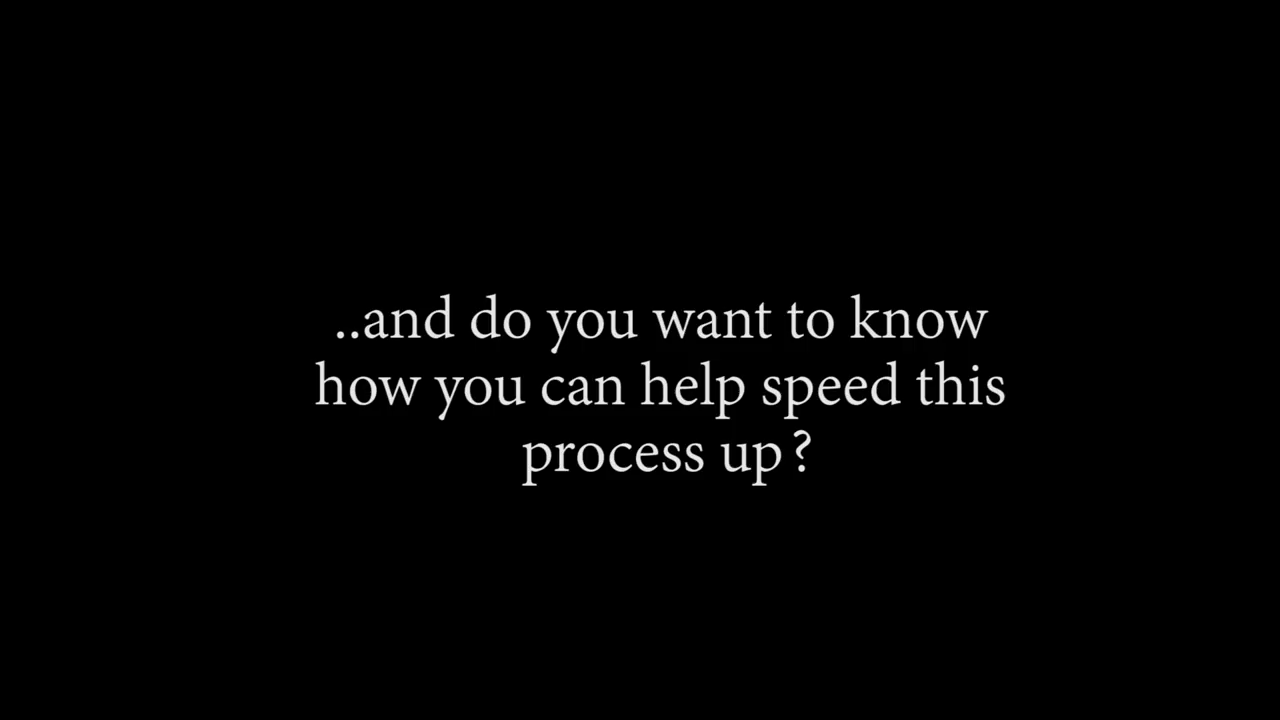 ..and do you want to know
how you can help speed this
process up?